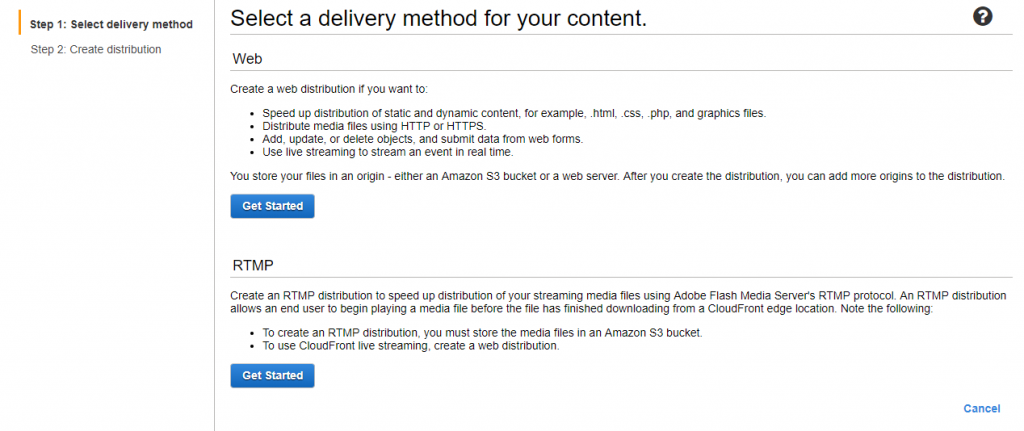 Step 1: Select delivery method
Step 2: Create distribution
Select a delivery method for your content.
?
Web
Create a web distribution if you want to:
• Speed up distribution of static and dynamic content, for example, .html, .css, .php, and graphics files.
• Distribute media files using HTTP or HTTPS.
• Add, update, or delete objects, and submit data from web forms.
• Use live streaming to stream an event in real time.
You store your files in an origin - either an Amazon S3 bucket or a web server. After you create the distribution, you can add more origins to the distribution.
Get Started
RTMP
Create an RTMP distribution to speed up distribution of your streaming media files using Adobe Flash Media Server's RTMP protocol. An RTMP distribution
allows an end user to begin playing a media file before the file has finished downloading from a CloudFront edge location. Note the following:
• To create an RTMP distribution, you must store the media files in an Amazon S3 bucket.
• To use CloudFront live streaming, create a web distribution.
Get Started
Cancel